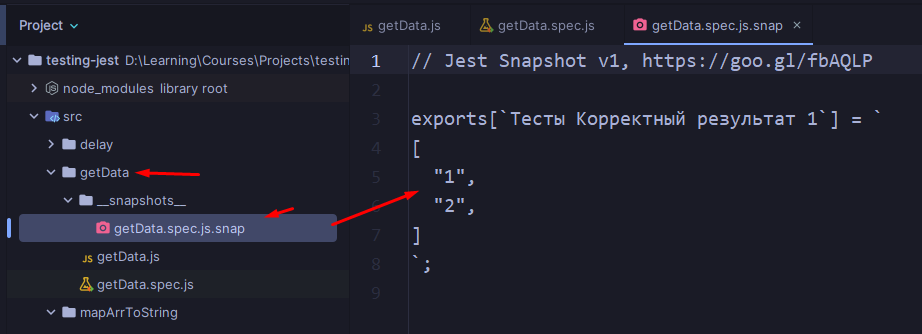 Project
testing-jest D:\Learning\Courses\Projects\testin
node_modules library root
src
delay
getData
__snapshots__
getData.spec.js.snap
getData.js
getData.spec.js
mapArrToString
JS getData.js
getData.spec.js
getData.spec.js.snap
1 // Jest Snapshot v1, https://goo.gl/fbAQLP
2
3 exports[`Тесты Корректный результат 1`] = `
4 [
5 "1",
6 "2",
7 ]
8 `;
9